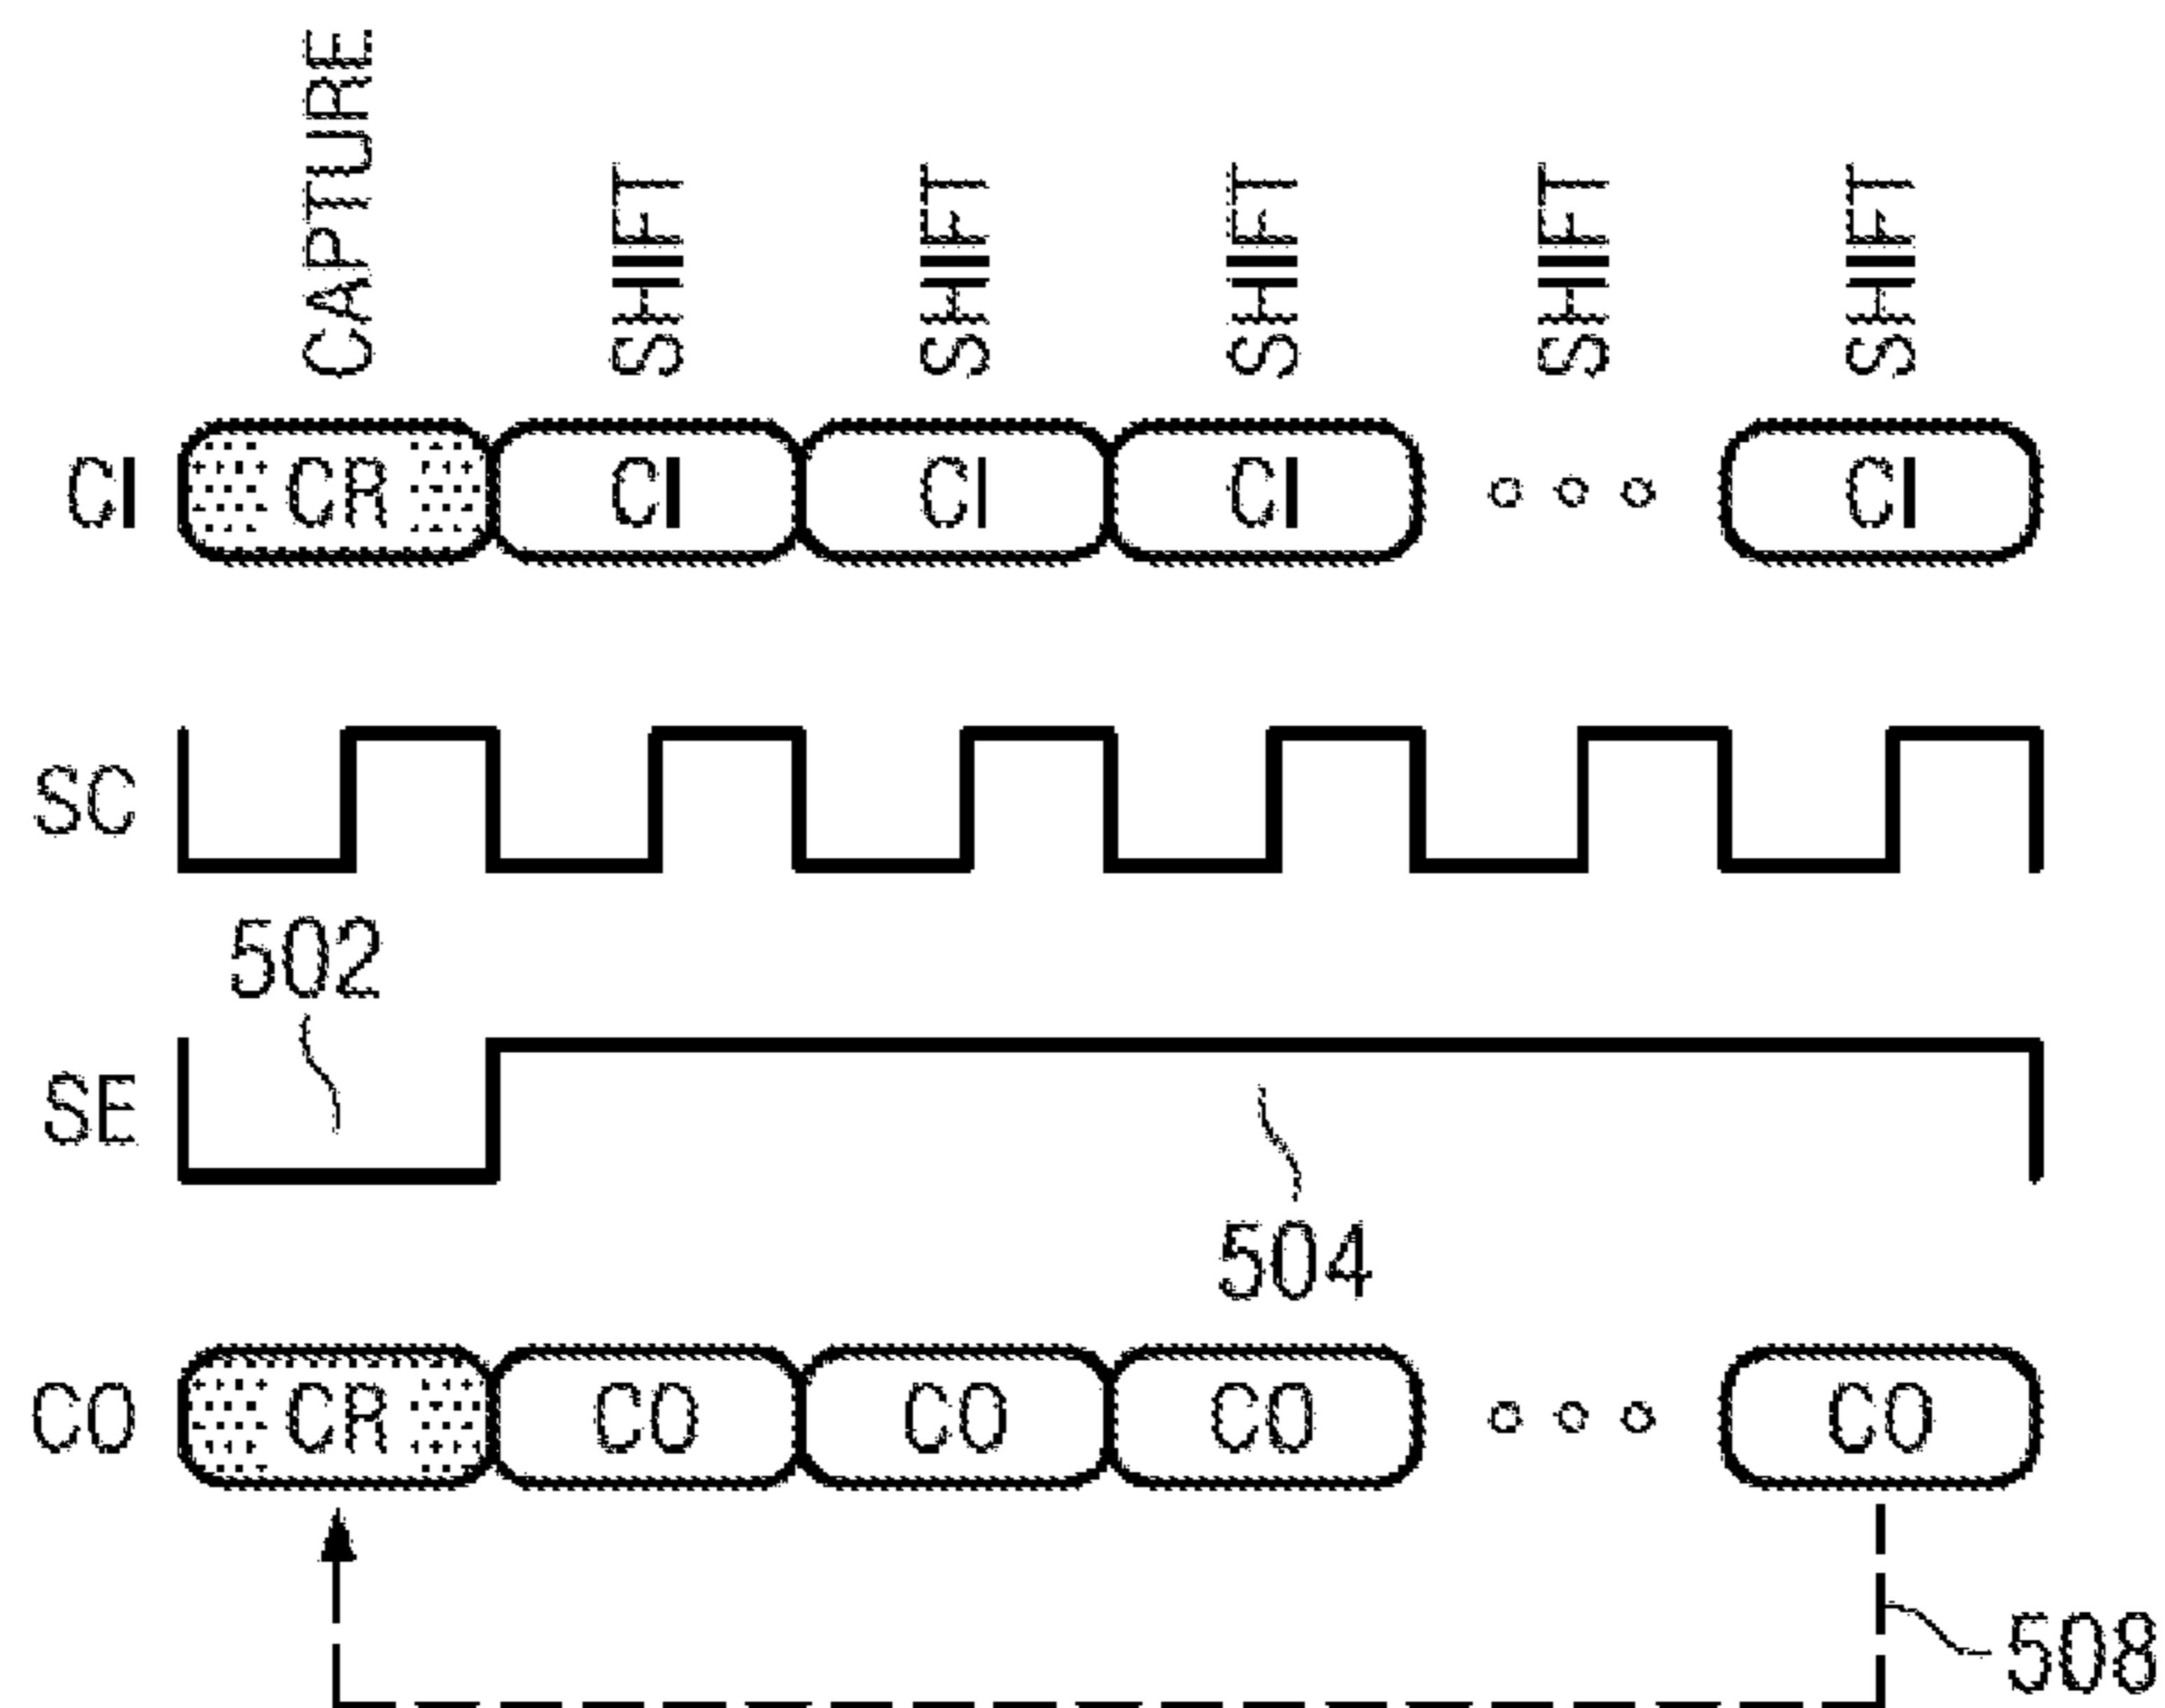 CAPTURE SHIFT SHIFT SHIFT SHIFT SHIFT
CI CR CI CI CI CI
SC
502
SE
504
CO CR CO CO CO CO
508